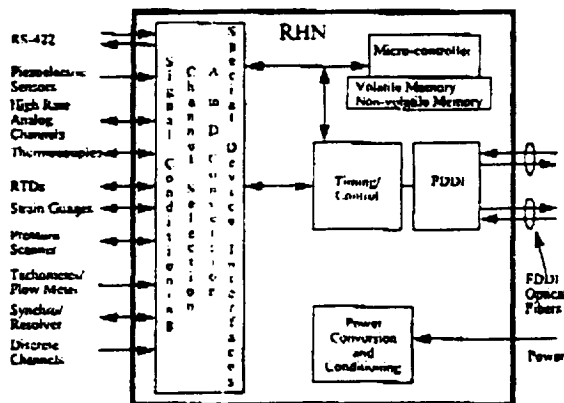 RHN
RS-422
Piezoelectric
Sensors
High Rate
Analog
Channels
Thermocouples
RTDs
Strain Guages
Pressure
Scanner
Tachometer/
Flow Meter
Synchro/
Resolver
Discrete
Channels
Signal Conditioning
Channel Selection
A to D Conversion
Special Device Interfaces
Micro-controller
Volatile Memory
Non-volatile Memory
Timing/
Control
FDDI
FDDI
Optical
Fibers
Power
Conversion
and
Conditioning
Power